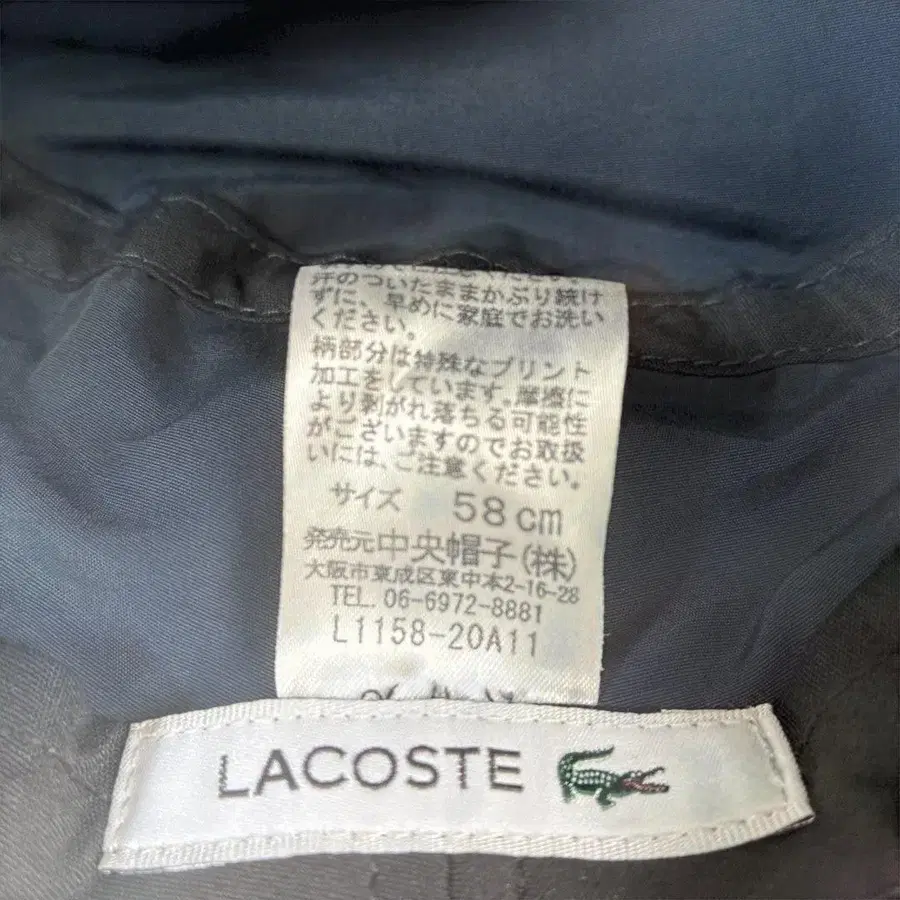 汗のついたままかぶり続け
ずに、早めに家庭でお洗い
ください。
柄部分は特殊なプリント
加工をしています。摩擦に
より剥がれ落ちる可能性
がございますのでお取扱
いには、ご注意ください。
サイズ 58cm
発売元中央帽子(株)
大阪市東成区東中本2-16-28
TEL. 06-6972-8881
L1158-20A11
LACOSTE